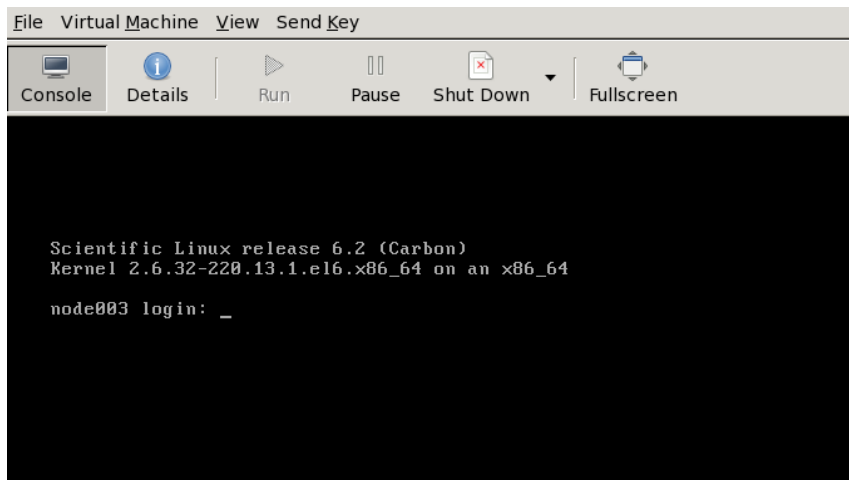 File Virtual Machine View Send Key
Console Details Run Pause Shut Down Fullscreen
Scientific Linux release 6.2 (Carbon)
Kernel 2.6.32-220.13.1.el6.x86_64 on an x86_64
node003 login: _